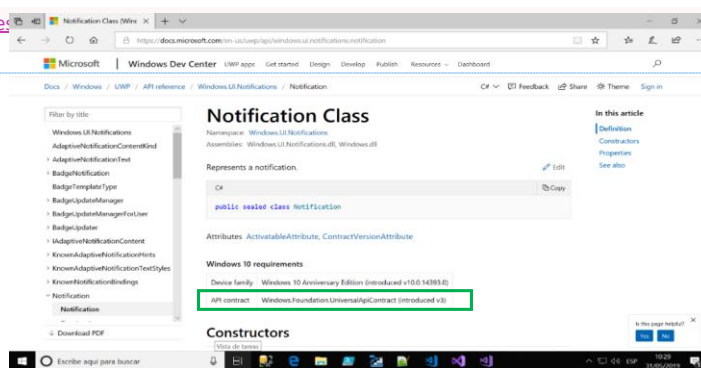 es
Notification Class (Wind
https://docs.microsoft.com/en-us/uwp/api/windows.ui.notifications.notification
Microsoft | Windows Dev Center UWP apps Get started Design Develop Publish Resources Dashboard
Docs / Windows / UWP / API reference / Windows.UI.Notifications / Notification C# Feedback Share Theme Sign in
Filter by title
Windows.UI.Notifications
AdaptiveNotificationContentKind
AdaptiveNotificationText
BadgeNotification
BadgeTemplateType
BadgeUpdateManager
BadgeUpdateManagerForUser
BadgeUpdater
IAdaptiveNotificationContent
KnownAdaptiveNotificationHints
KnownAdaptiveNotificationTextStyles
KnownNotificationBindings
Notification
Notification
Download PDF
Notification Class
Namespace: Windows.UI.Notifications
Assemblies: Windows.UI.Notifications.dll, Windows.dll
Represents a notification. Edit
C# Copy
public sealed class Notification
Attributes ActivatableAttribute, ContractVersionAttribute
Windows 10 requirements
Device family Windows 10 Anniversary Edition (introduced v10.0.14393.0)
API contract Windows.Foundation.UniversalApiContract (introduced v3)
Constructors
Vista de tareas
In this article
Definition
Constructors
Properties
See also
Is this page helpful?
Yes No
Escribe aquí para buscar
ESP
10:29
31/05/2019